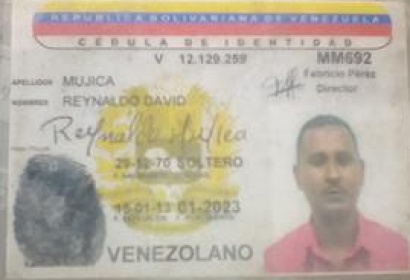 REPUBLICA BOLIVARIANA DE VENEZUELA
CEDULA DE IDENTIDAD
V 12.129.259 MM692
Fabricio Pérez
Director
APELLIDOS MUJICA
NOMBRES REYNALDO DAVID
Reynaldo Mujica
29-12-70 SOLTERO
15-01-13 01-2023
VENEZOLANO